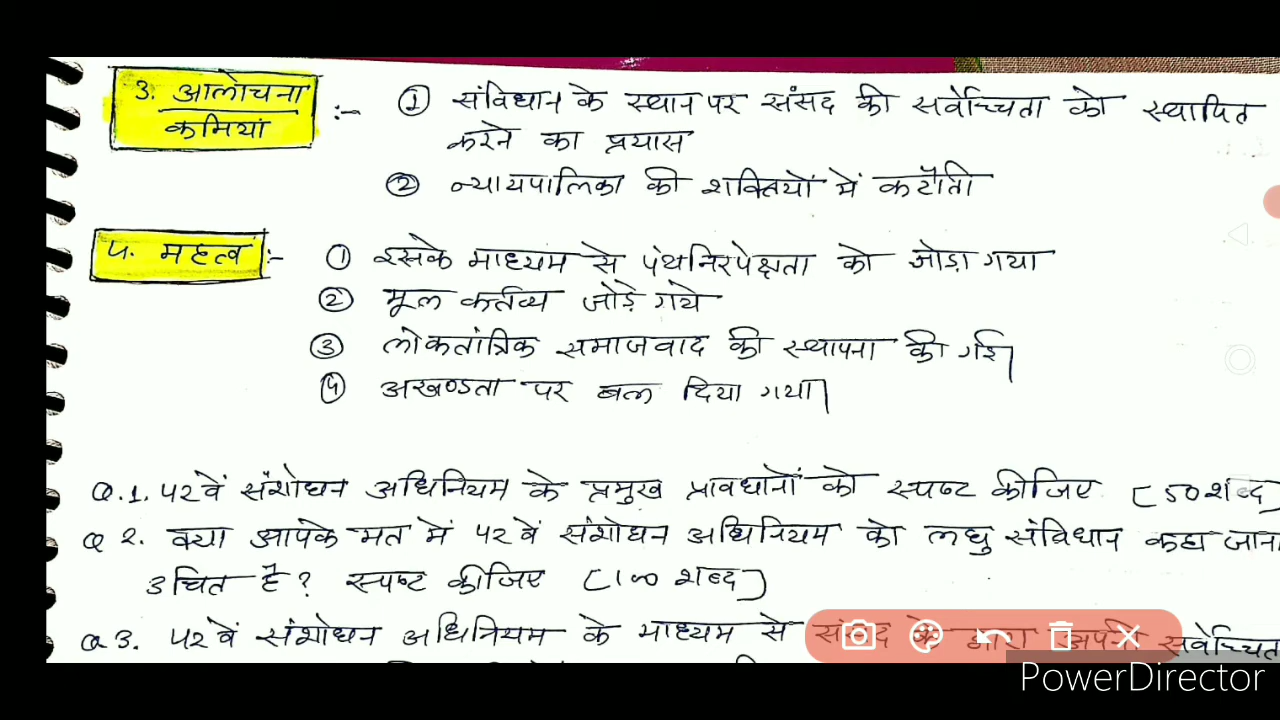 3. आलोचना
कमियां
:- ① संविधान के स्थान पर संसद की सर्वोच्चिता को स्थापित
करने का प्रयास
② न्यायपालिका की शक्तियों में कटौती
4. महत्व :- ① इसके माध्यम से पंथनिरपेक्षता को जोड़ा गया
② मूल कर्तव्य जोड़े गये
③ लोकतांत्रिक समाजवाद की स्थापना की गई|
④ अखण्डता पर बल दिया गया|
Q.1. 42वें संशोधन अधिनियम के प्रमुख प्रावधानों को स्पष्ट कीजिए [50 शब्द]
Q 2. क्या आपके मत में 42वें संशोधन अधिनियम को लघु संविधान कहा जाना
उचित है? स्पष्ट कीजिए [100 शब्द]
Q 3. 42वें संशोधन अधिनियम के माध्यम से संसद के द्वारा अपनी सर्वोच्चित
PowerDirector